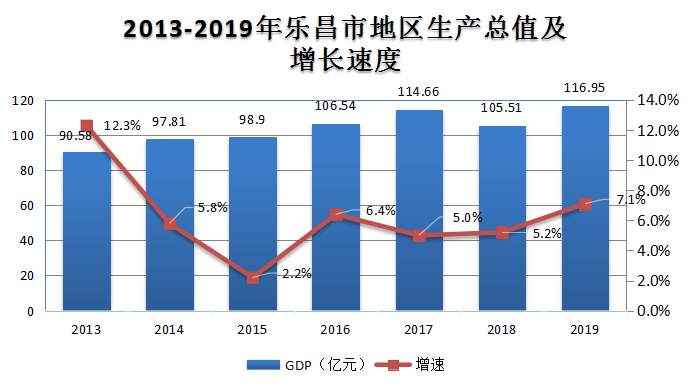 2013-2019年乐昌市地区生产总值及
增长速度
120 100 80 60 40 20 0
90.58 97.81 98.9 106.54 114.66 105.51 116.95
12.3% 5.8% 2.2% 6.4% 5.0% 5.2% 7.1%
14.0% 12.0% 10.0% 8.0% 6.0% 4.0% 2.0% 0.0%
2013 2014 2015 2016 2017 2018 2019
GDP（亿元） 增速